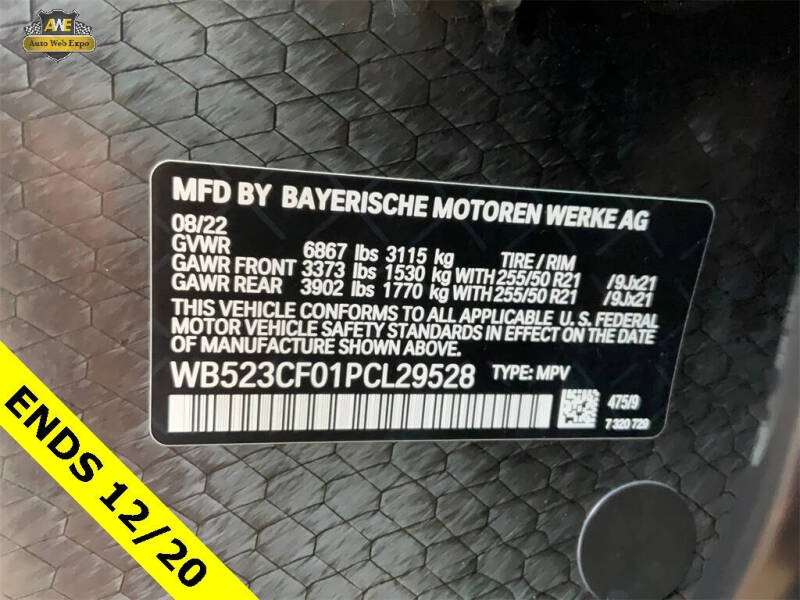 AWE
Auto Web Expo
MFD BY BAYERISCHE MOTOREN WERKE AG
08/22
GVWR 6867 lbs 3115 kg TIRE / RIM
GAWR FRONT 3373 lbs 1530 kg WITH 255/50 R21 /9Jx21
GAWR REAR 3902 lbs 1770 kg WITH 255/50 R21 /9Jx21
THIS VEHICLE CONFORMS TO ALL APPLICABLE U. S. FEDERAL
MOTOR VEHICLE SAFETY STANDARDS IN EFFECT ON THE DATE
OF MANUFACTURE SHOWN ABOVE.
WB523CF01PCL29528 TYPE: MPV
475/9
7 320 720
ENDS 12/20